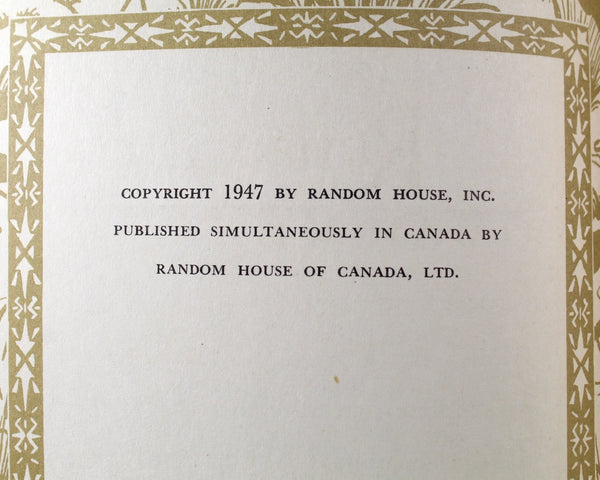 COPYRIGHT 1947 BY RANDOM HOUSE, INC.
PUBLISHED SIMULTANEOUSLY IN CANADA BY
RANDOM HOUSE OF CANADA, LTD.